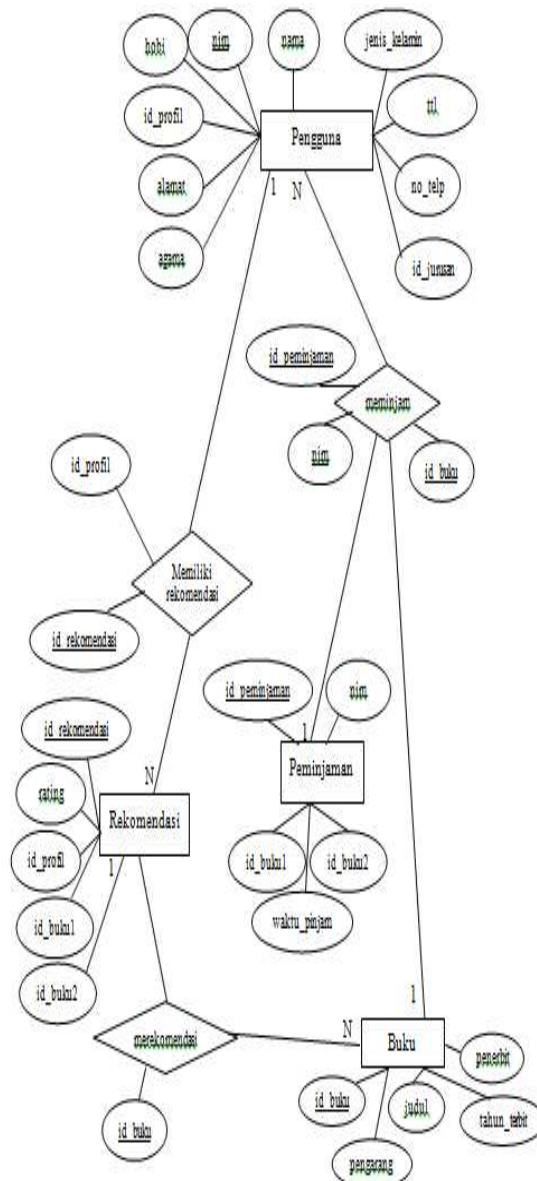 hobi
nim
nama
jenis_kelamin
id_profil
Pengguna
ttl
alamat
no_telp
agama
id_jurusan
1
N
id_peminjaman
meminjam
nim
id_buku
id_profil
Memiliki
rekomendasi
id_rekomendasi
id_peminjaman
nim
id_rekomendasi
1
Peminjaman
N
rating
Rekomendasi
id_profil
1
id_buku1
id_buku2
id_buku1
waktu_pinjam
id_buku2
1
N
merekomendasi
Buku
penerbit
id_buku
judul
tahun_terbit
id_buku
pengarang